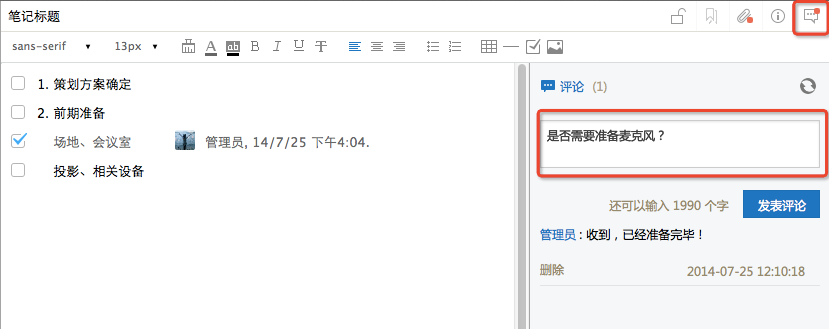 笔记标题
sans-serif 13px
B I U T
1. 策划方案确定
2. 前期准备
场地、会议室 管理员, 14/7/25 下午4:04.
投影、相关设备
评论 (1)
是否需要准备麦克风？
还可以输入 1990 个字 发表评论
管理员 : 收到，已经准备完毕！
删除 2014-07-25 12:10:18